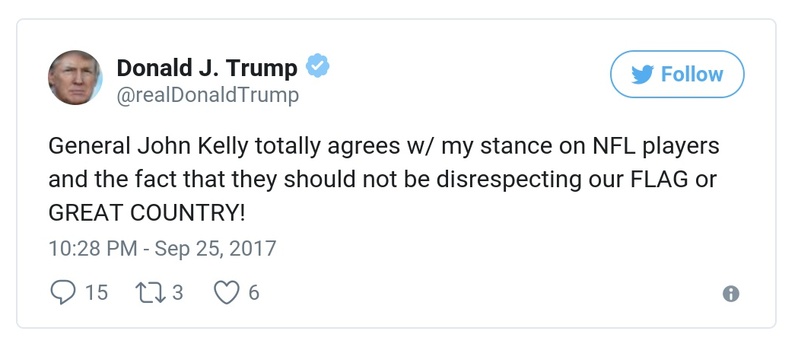 Donald J. Trump
@realDonaldTrump
Follow
General John Kelly totally agrees w/ my stance on NFL players
and the fact that they should not be disrespecting our FLAG or
GREAT COUNTRY!
10:28 PM - Sep 25, 2017
15 3 6